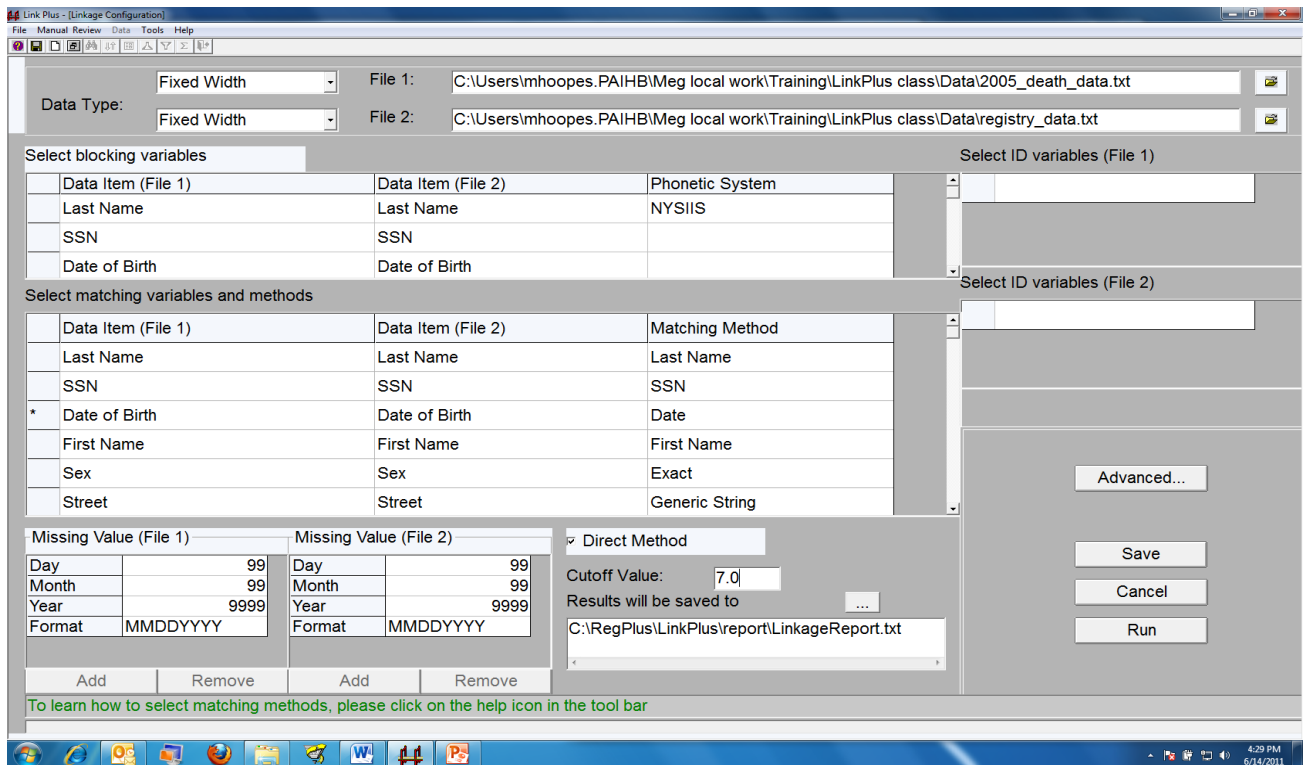 Link Plus - [Linkage Configuration]
File Manual Review Data Tools Help
Data Type:
Fixed Width
File 1:
C:\Users\mhoopes.PAIHB\Meg local work\Training\LinkPlus class\Data\2005_death_data.txt
Fixed Width
File 2:
C:\Users\mhoopes.PAIHB\Meg local work\Training\LinkPlus class\Data\registry_data.txt
Select blocking variables
Data Item (File 1) Data Item (File 2) Phonetic System
Last Name Last Name NYSIIS
SSN SSN
Date of Birth Date of Birth
Select ID variables (File 1)
Select ID variables (File 2)
Select matching variables and methods
Data Item (File 1) Data Item (File 2) Matching Method
Last Name Last Name Last Name
SSN SSN SSN
* Date of Birth Date of Birth Date
First Name First Name First Name
Sex Sex Exact
Street Street Generic String
Missing Value (File 1)
Day 99
Month 99
Year 9999
Format MMDDYYYY
Add Remove
Missing Value (File 2)
Day 99
Month 99
Year 9999
Format MMDDYYYY
Add Remove
Direct Method
Cutoff Value: 7.0
Results will be saved to ...
C:\RegPlus\LinkPlus\report\LinkageReport.txt
Advanced...
Save
Cancel
Run
To learn how to select matching methods, please click on the help icon in the tool bar
4:29 PM
6/14/2011